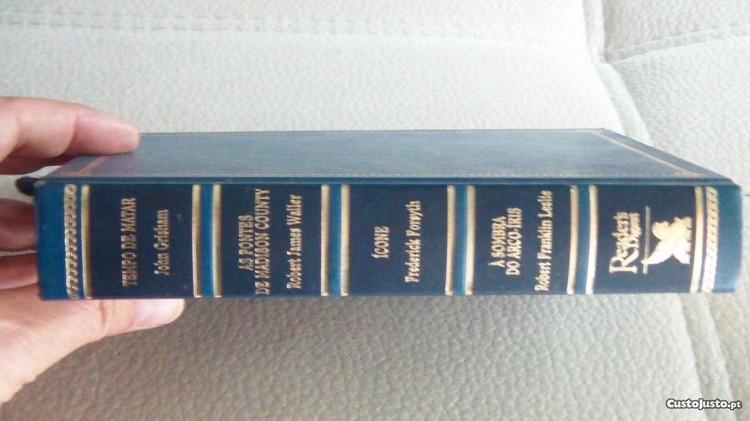 TEMPO DE MATAR
John Grisham
AS PONTES
DE MADISON COUNTY
Robert James Waller
ÍCONE
Frederick Forsyth
À SOMBRA
DO ARCO-ÍRIS
Robert Franklin Leslie
Reader's
Digest
CustoJusto.pt